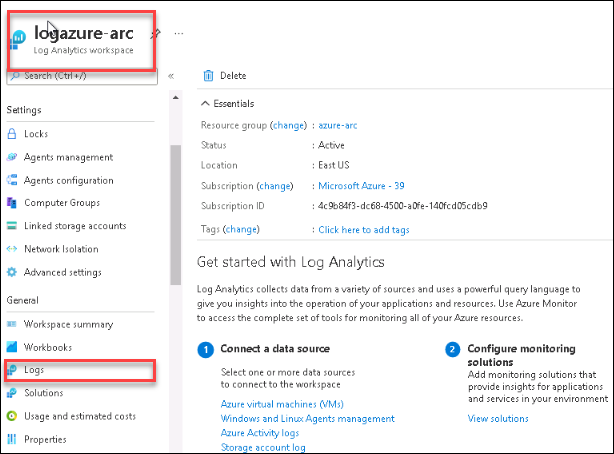 logazure-arc
...
Log Analytics workspace
Search (Ctrl+/)
«
Delete
Settings
Locks
Agents management
Agents configuration
Computer Groups
Linked storage accounts
Network Isolation
Advanced settings
General
Workspace summary
Workbooks
Logs
Solutions
Usage and estimated costs
Properties
Essentials
Resource group (change) : azure-arc
Status : Active
Location : East US
Subscription (change) : Microsoft Azure - 39
Subscription ID : 4c9b84f3-dc68-4500-a0fe-140fcd05cdb9
Tags (change) : Click here to add tags
Get started with Log Analytics
Log Analytics collects data from a variety of sources and uses a powerful query language to
give you insights into the operation of your applications and resources. Use Azure Monitor
to access the complete set of tools for monitoring all of your Azure resources.
1 Connect a data source
Select one or more data sources
to connect to the workspace
Azure virtual machines (VMs)
Windows and Linux Agents management
Azure Activity logs
Storage account log
2 Configure monitoring
solutions
Add monitoring solutions that
provide insights for applications
and services in your environment
View solutions